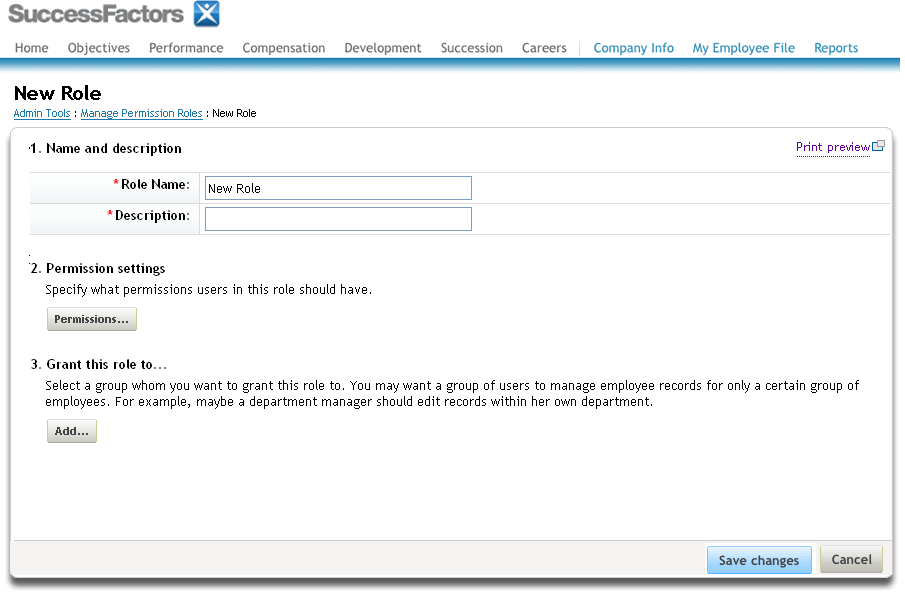 SuccessFactors
Home Objectives Performance Compensation Development Succession Careers Company Info My Employee File Reports
New Role
Admin Tools : Manage Permission Roles : New Role
1. Name and description
Print preview
*Role Name: New Role
*Description:
2. Permission settings
Specify what permissions users in this role should have.
Permissions...
3. Grant this role to...
Select a group whom you want to grant this role to. You may want a group of users to manage employee records for only a certain group of
employees. For example, maybe a department manager should edit records within her own department.
Add...
Save changes Cancel